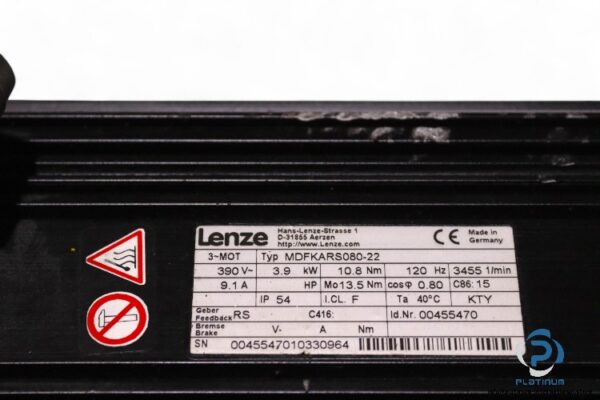 Lenze
Hans-Lenze-Strasse 1
D-31855 Aerzen
http://www.Lenze.com
CE
Made in
Germany
3~MOT Typ MDFKARS080-22
390 V~ 3.9 kW 10.8 Nm 120 Hz 3455 1/min
9.1 A HP Mo 13.5 Nm cosφ 0.80 C86: 15
IP 54 I.CL. F Ta 40°C KTY
Geber
Feedback RS C416: Id.Nr. 00455470
Bremse
Brake V- A Nm
SN 0045547010330964
PLATINUM